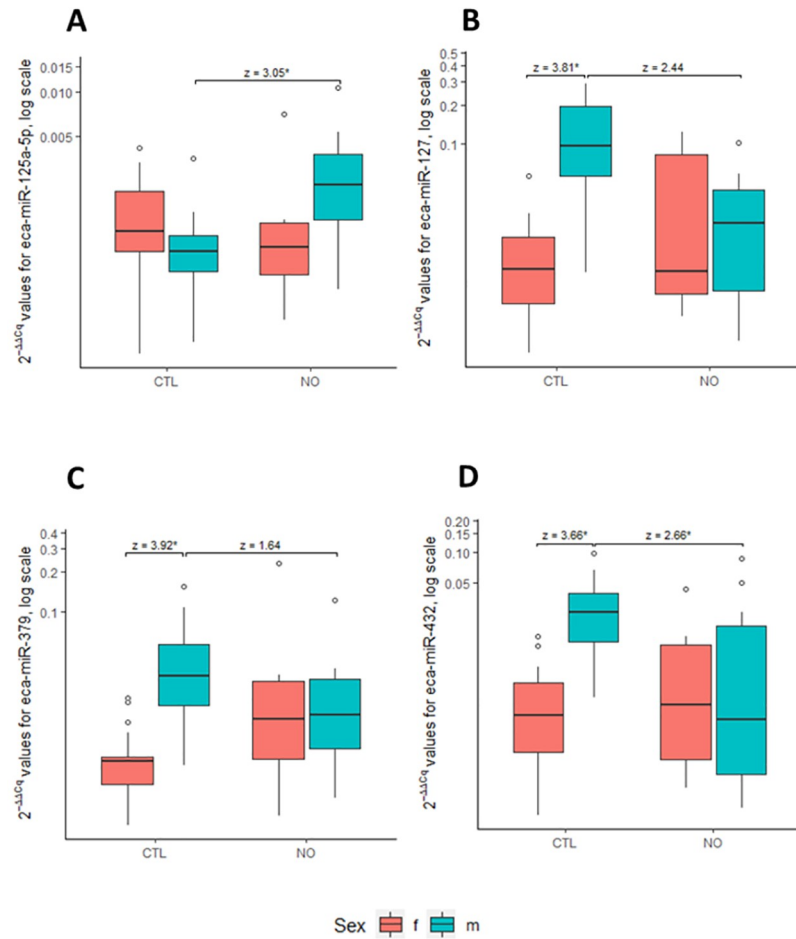 A
2⁻ΔΔCq values for eca-miR-125a-5p, log scale
0.015
0.010
0.005
z = 3.05*
CTL NO
B
2⁻ΔΔCq values for eca-miR-127, log scale
0.5
0.4
0.3
0.2
0.1
z = 3.81* z = 2.44
CTL NO
C
2⁻ΔΔCq values for eca-miR-379, log scale
0.4
0.3
0.2
0.1
z = 3.92* z = 1.64
CTL NO
D
2⁻ΔΔCq values for eca-miR-432, log scale
0.20
0.15
0.10
0.05
z = 3.66* z = 2.66*
CTL NO
Sex f m